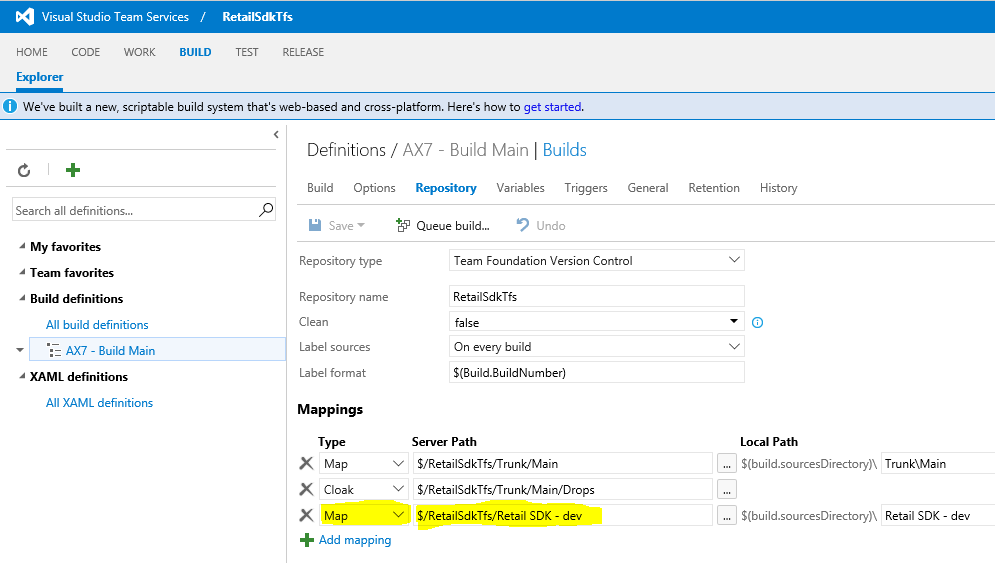 Visual Studio Team Services / RetailSdkTfs
HOME CODE WORK BUILD TEST RELEASE
Explorer
We've built a new, scriptable build system that's web-based and cross-platform. Here's how to get started.
Definitions / AX7 - Build Main | Builds
Build Options Repository Variables Triggers General Retention History
Search all definitions...
Save Queue build... Undo
My favorites
Team favorites
Build definitions
All build definitions
AX7 - Build Main
XAML definitions
All XAML definitions
Repository type Team Foundation Version Control
Repository name RetailSdkTfs
Clean false
Label sources On every build
Label format $(Build.BuildNumber)
Mappings
Type Server Path Local Path
Map $/RetailSdkTfs/Trunk/Main ... $(build.sourcesDirectory)\ Trunk\Main
Cloak $/RetailSdkTfs/Trunk/Main/Drops ...
Map $/RetailSdkTfs/Retail SDK - dev ... $(build.sourcesDirectory)\ Retail SDK - dev
Add mapping